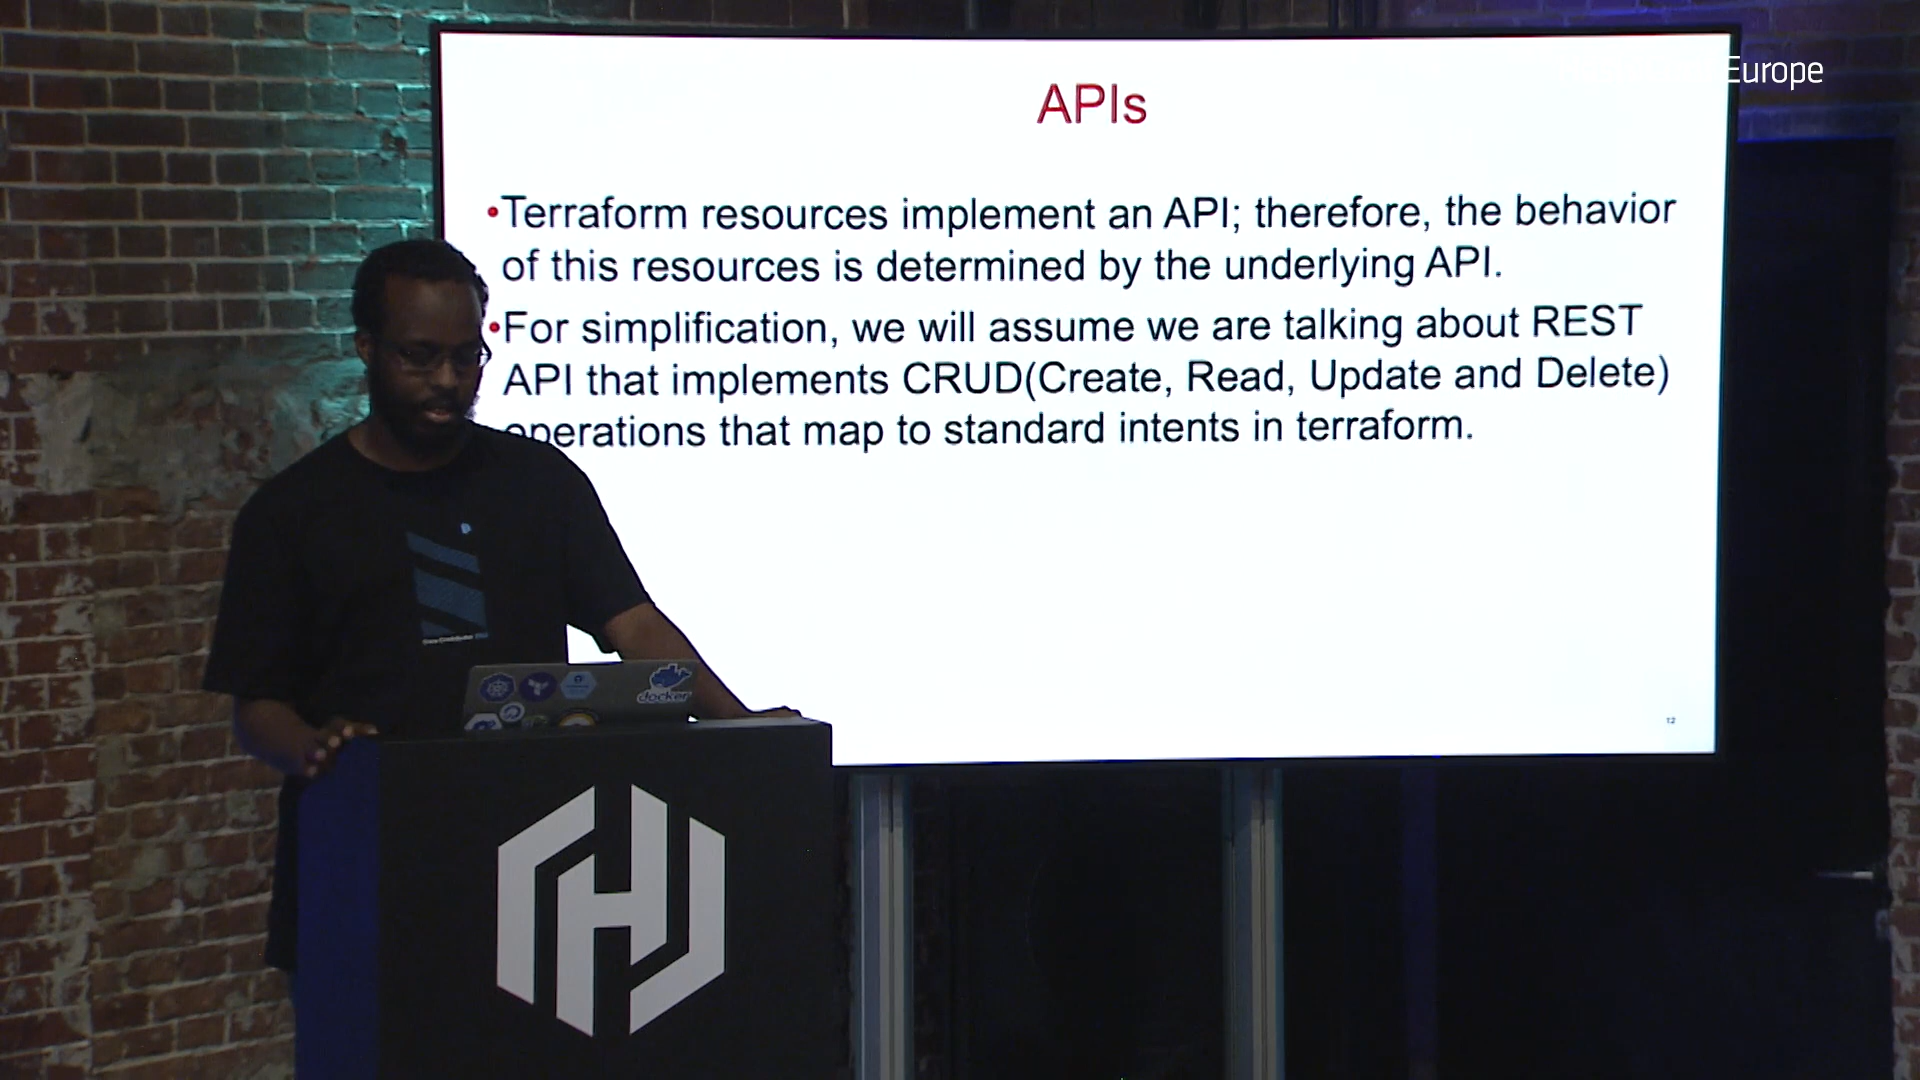 Europe
APIs
•Terraform resources implement an API; therefore, the behavior
of this resources is determined by the underlying API.
•For simplification, we will assume we are talking about REST
API that implements CRUD(Create, Read, Update and Delete)
operations that map to standard intents in terraform.
docker
12